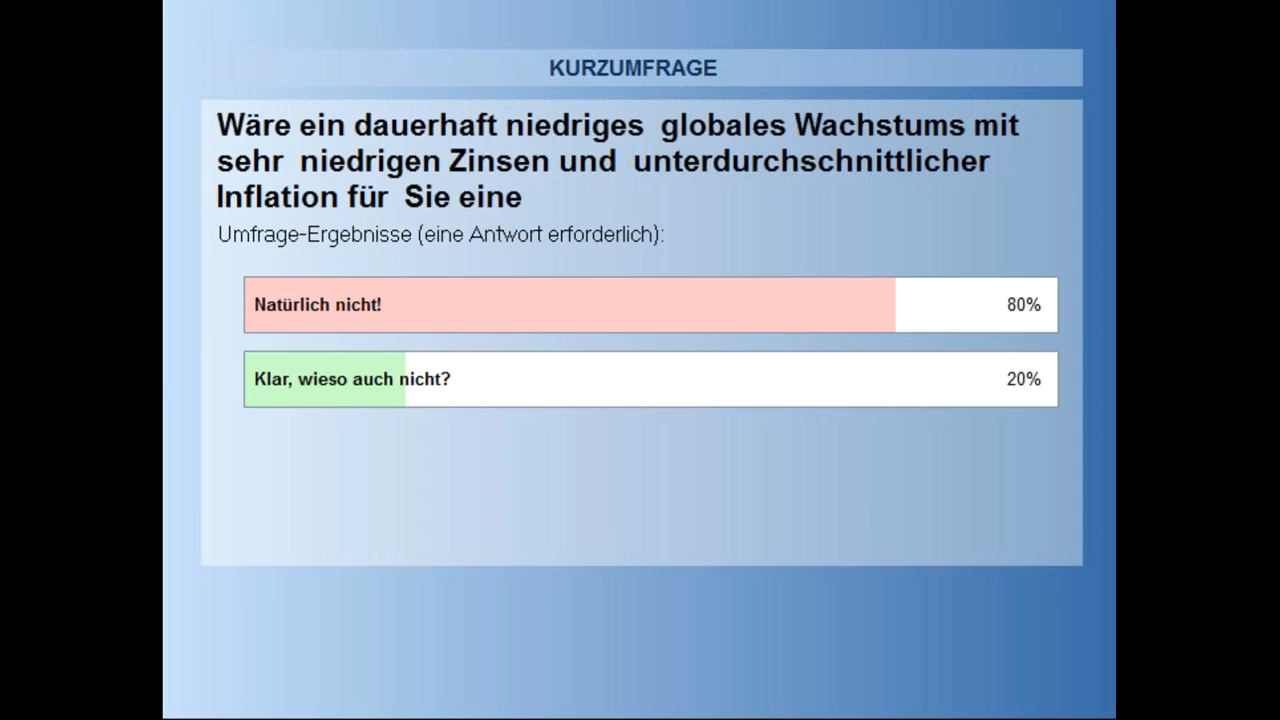 KURZUMFRAGE
Wäre ein dauerhaft niedriges  globales Wachstums mit
sehr  niedrigen Zinsen und  unterdurchschnittlicher
Inflation für  Sie eine
Umfrage-Ergebnisse (eine Antwort erforderlich):
Natürlich nicht! 80%
Klar, wieso auch nicht? 20%